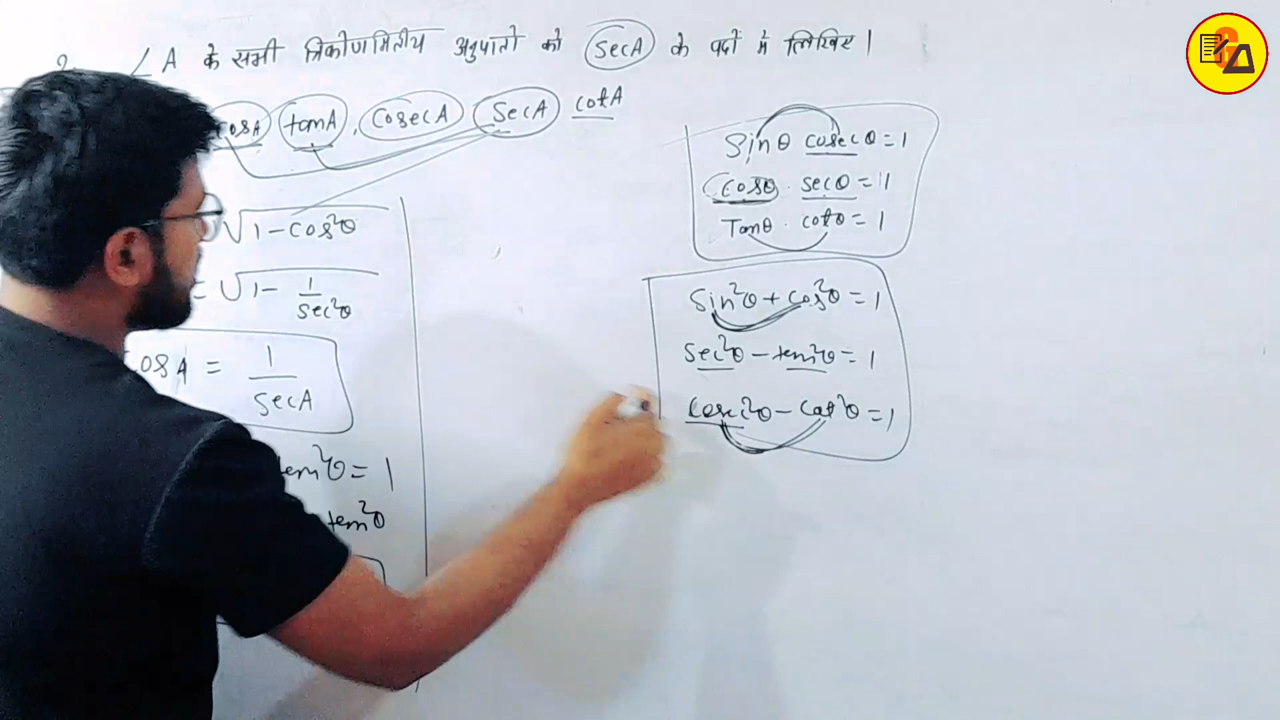 2. ∠A के सभी त्रिकोणमितीय अनुपातो को SecA के पदों में लिखिए।
cosA, tanA, CosecA, SecA cotA
√1-cos²θ
= √1- 1/sec²θ
cosA = 1/secA
tan²θ = 1
tan²θ
Sinθ cosecθ=1
Cosθ . secθ = 1
Tanθ . cotθ = 1
Sin²θ + cos²θ = 1
Sec²θ - tan²θ = 1
Cosec²θ - Cot²θ = 1